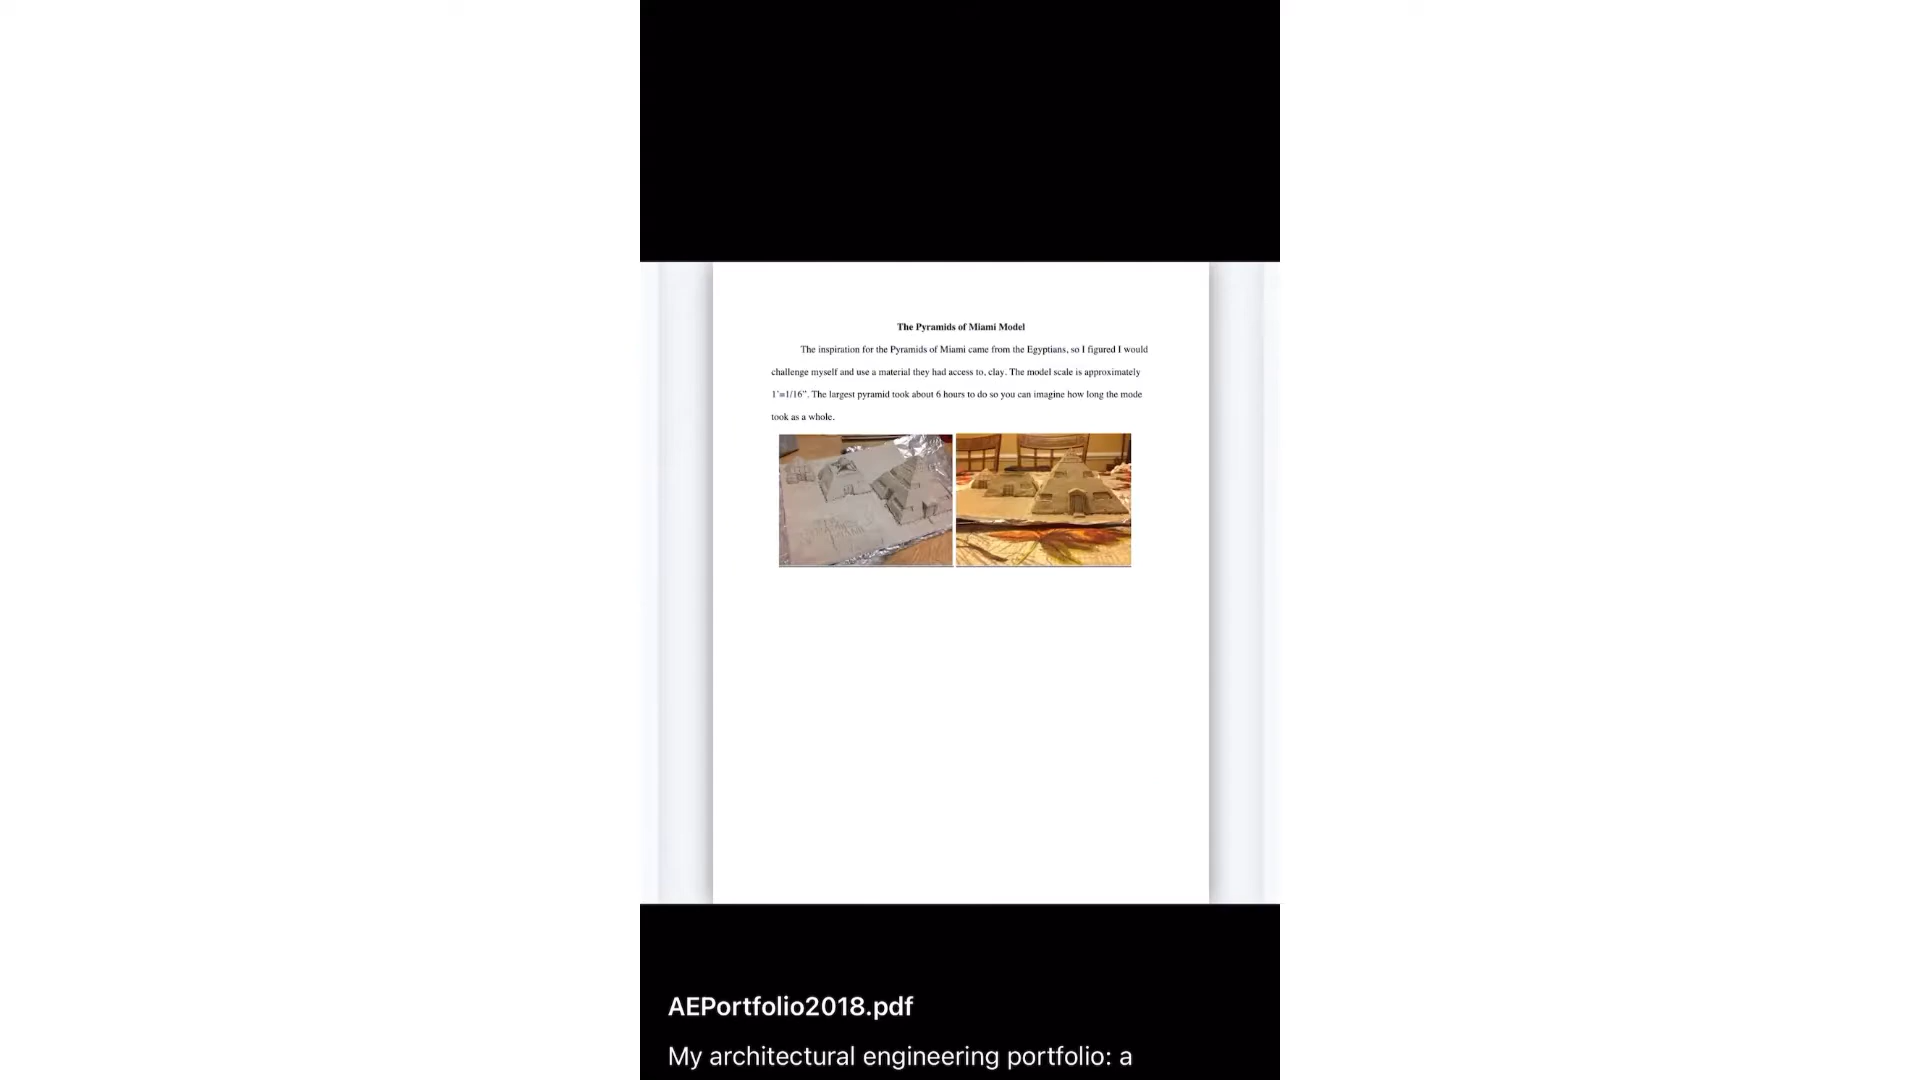 The Pyramids of Miami Model
The inspiration for the Pyramids of Miami came from the Egyptians, so I figured I would
challenge myself and use a material they had access to, clay. The model scale is approximately
1'=1/16”. The largest pyramid took about 6 hours to do so you can imagine how long the mode
took as a whole.
AEPortfolio2018.pdf
My architectural engineering portfolio: a